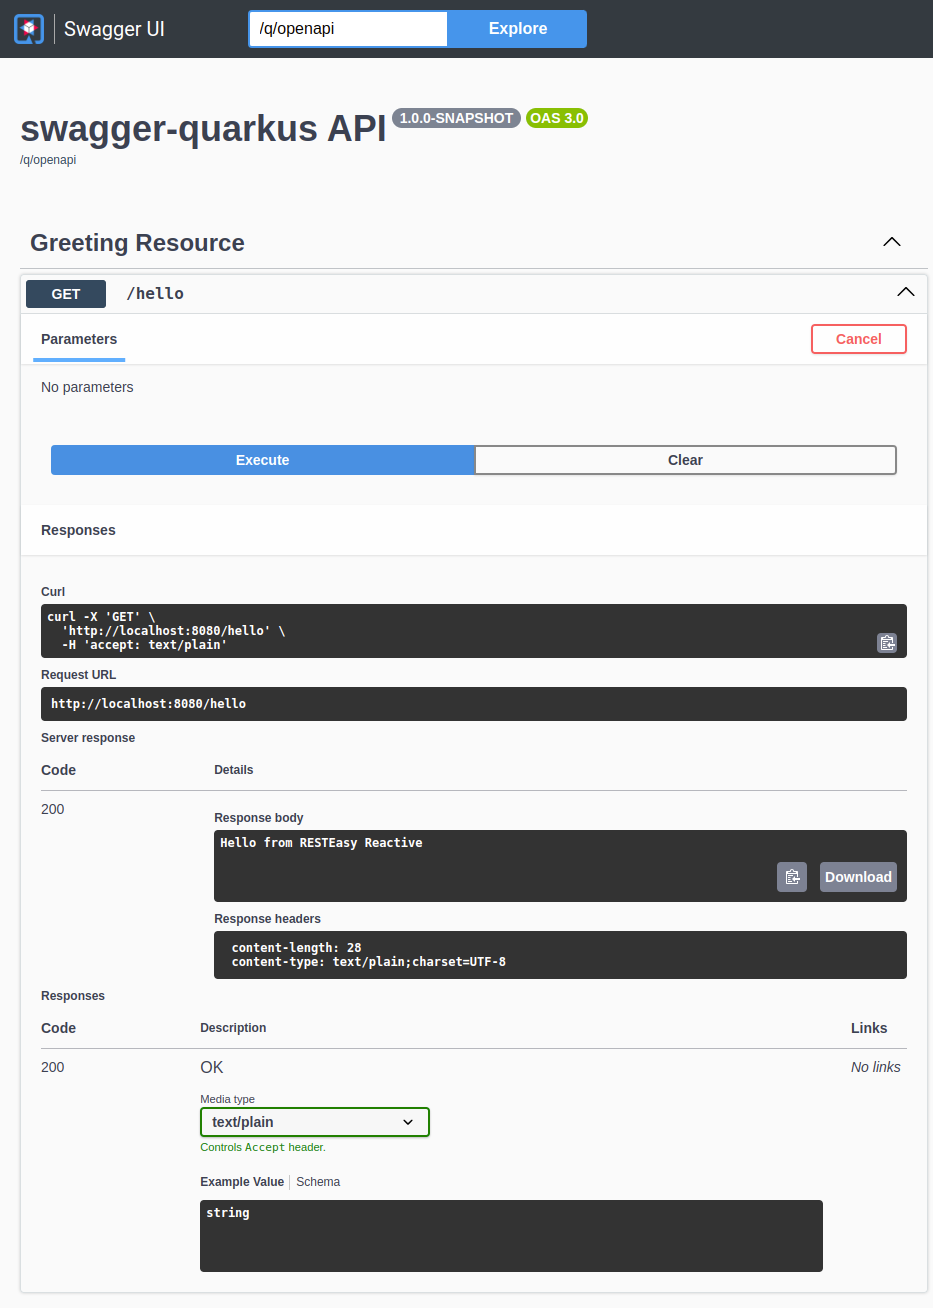 Swagger UI
/q/openapi
Explore
swagger-quarkus API 1.0.0-SNAPSHOT OAS 3.0
/q/openapi
Greeting Resource
GET /hello
Parameters Cancel
No parameters
Execute Clear
Responses
Curl
curl -X 'GET' \
'http://localhost:8080/hello' \
-H 'accept: text/plain'
Request URL
http://localhost:8080/hello
Server response
Code Details
200
Response body
Hello from RESTEasy Reactive
Download
Response headers
content-length: 28
content-type: text/plain;charset=UTF-8
Responses
Code Description Links
200 OK No links
Media type
text/plain
Controls Accept header.
Example Value Schema
string